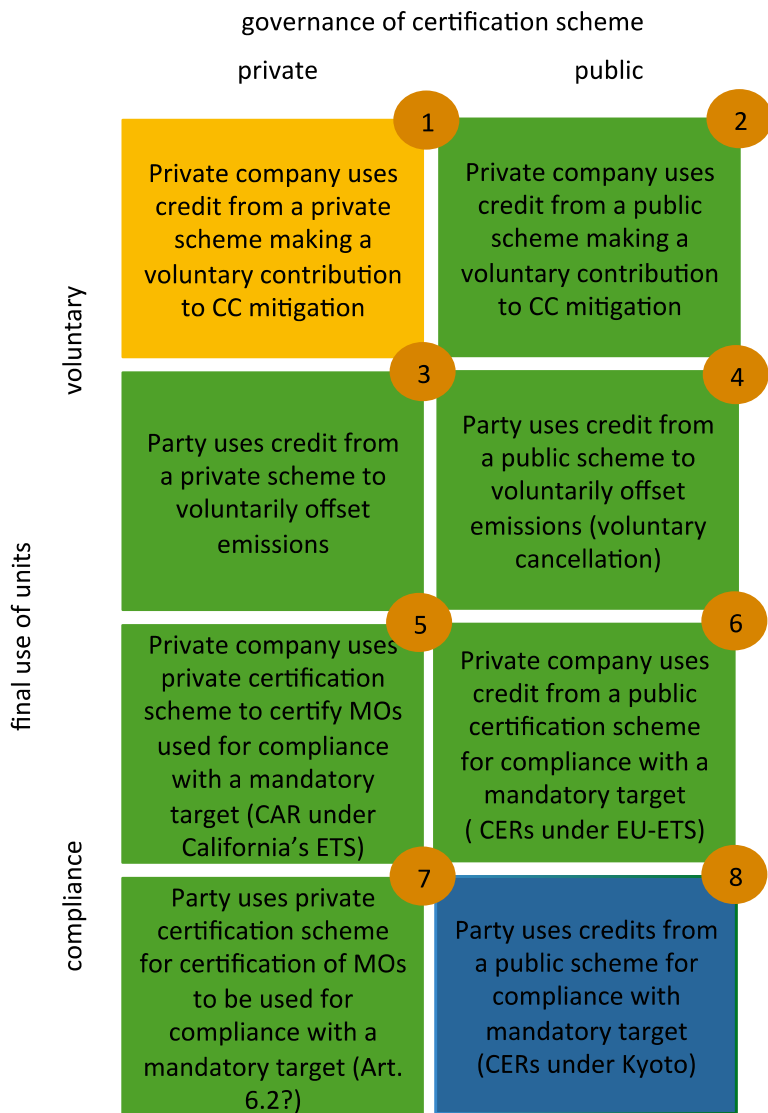 governance of certification scheme
private
public
1
2
Private company uses
credit from a private
scheme making a
voluntary contribution
to CC mitigation
Private company uses
credit from a public
scheme making a
voluntary contribution
to CC mitigation
voluntary
3
4
Party uses credit from
a private scheme to
voluntarily offset
emissions
Party uses credit from
a public scheme to
voluntarily offset
emissions (voluntary
cancellation)
final use of units
5
6
Private company uses
private certification
scheme to certify MOs
used for compliance
with a mandatory
target (CAR under
California’s ETS)
Private company uses
credit from a public
certification scheme
for compliance with a
mandatory target
( CERs under EU-ETS)
compliance
7
8
Party uses private
certification scheme
for certification of MOs
to be used for
compliance with a
mandatory target (Art.
6.2?)
Party uses credits from
a public scheme for
compliance with
mandatory target
(CERs under Kyoto)